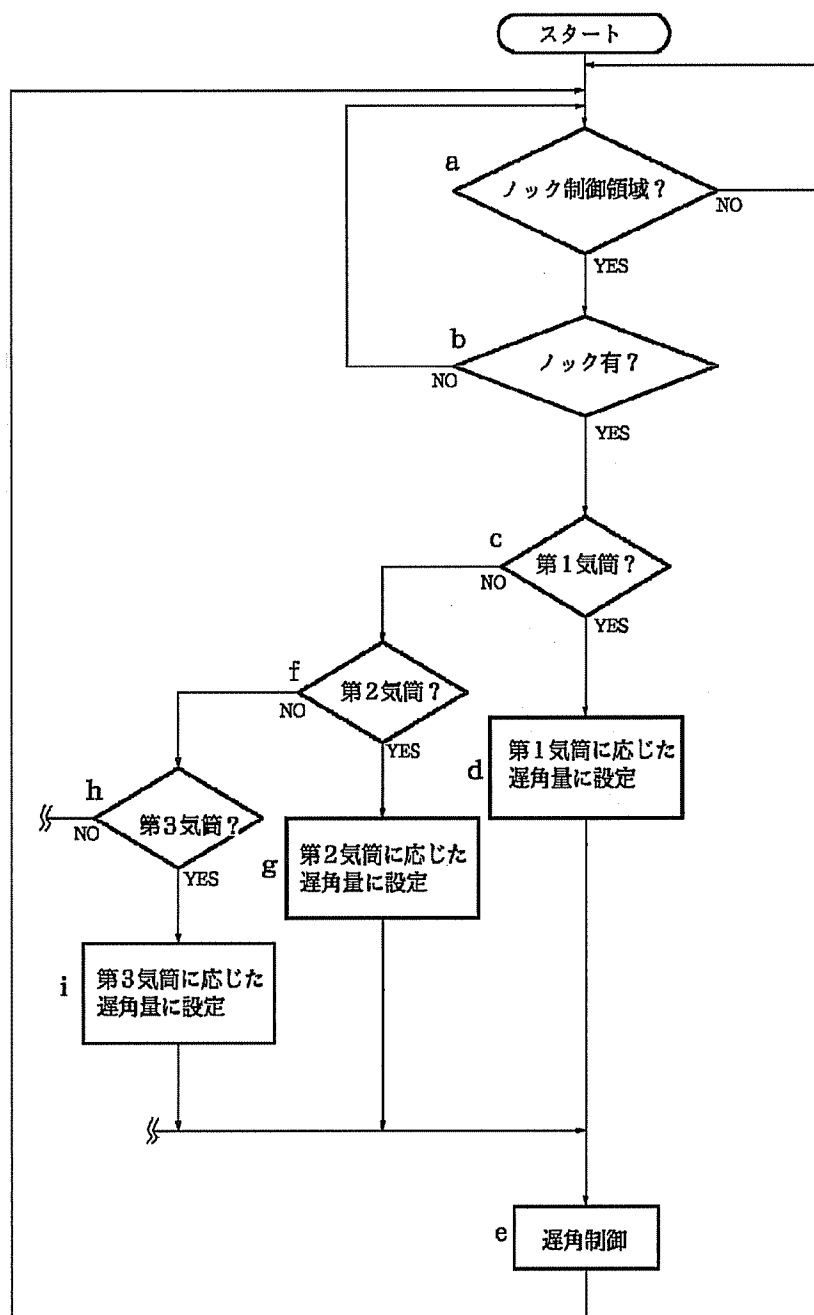 スタート
a
ノック制御領域?
NO
YES
b
ノック有?
NO
YES
c
第1気筒?
NO
YES
f
第2気筒?
NO
YES
d
第1気筒に応じた
遅角量に設定
h
第3気筒?
NO
YES
g
第2気筒に応じた
遅角量に設定
i
第3気筒に応じた
遅角量に設定
e
遅角制御